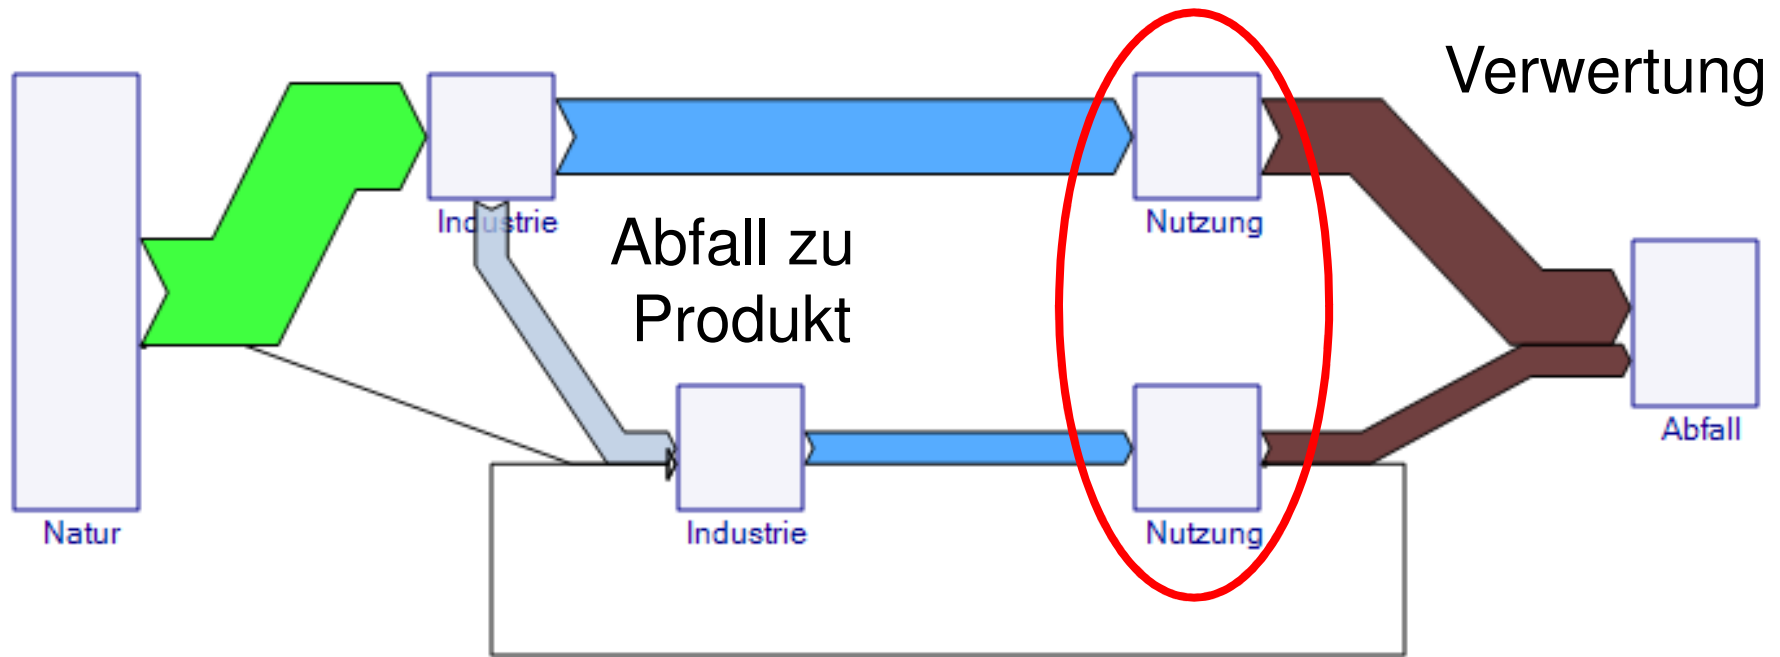 Verwertung
Industrie
Nutzung
Abfall zu
Produkt
Abfall
Natur
Industrie
Nutzung